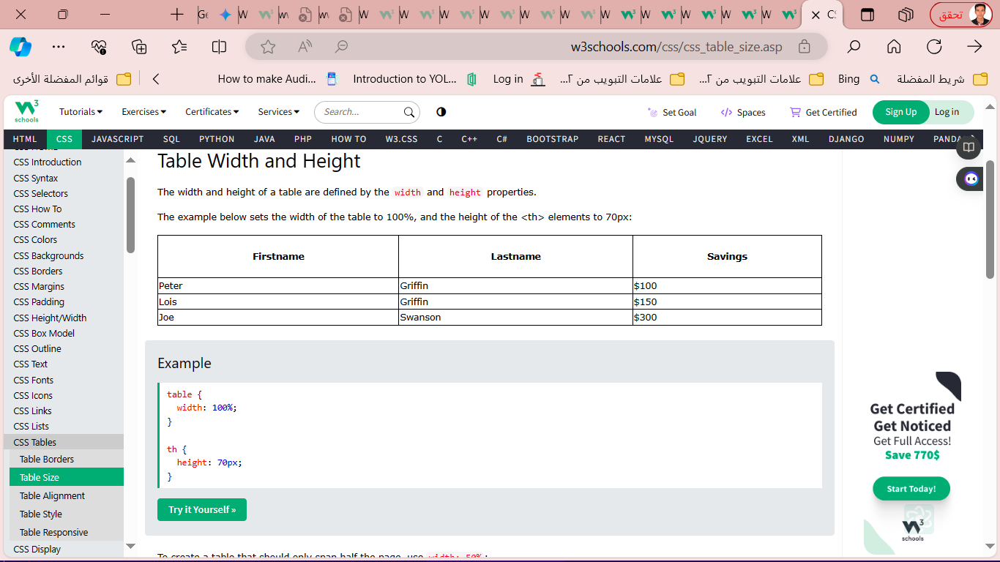 تحقق
w3schools.com/css/css_table_size.asp
شريط المفضلة
Bing
علامات التبويب من ٢...
علامات التبويب من ٢...
Log in
Introduction to YOL...
How to make Audi...
قوائم المفضلة الأخرى
W3 schools
Tutorials Exercises Certificates Services Search... Set Goal Spaces Get Certified Sign Up Log in
HTML CSS JAVASCRIPT SQL PYTHON JAVA PHP HOW TO W3.CSS C C++ C# BOOTSTRAP REACT MYSQL JQUERY EXCEL XML DJANGO NUMPY PANDA
CSS Introduction
CSS Syntax
CSS Selectors
CSS How To
CSS Comments
CSS Colors
CSS Backgrounds
CSS Borders
CSS Margins
CSS Padding
CSS Height/Width
CSS Box Model
CSS Outline
CSS Text
CSS Fonts
CSS Icons
CSS Links
CSS Lists
CSS Tables
Table Borders
Table Size
Table Alignment
Table Style
Table Responsive
CSS Display
Table Width and Height
The width and height of a table are defined by the width and height properties.
The example below sets the width of the table to 100%, and the height of the <th> elements to 70px:
Firstname Lastname Savings
Peter Griffin $100
Lois Griffin $150
Joe Swanson $300
Example
table {
width: 100%;
}
th {
height: 70px;
}
Try it Yourself »
To create a table that should only span half the page, use width: 50%:
Get Certified
Get Noticed
Get Full Access!
Save 770$
Start Today!
W3 schools